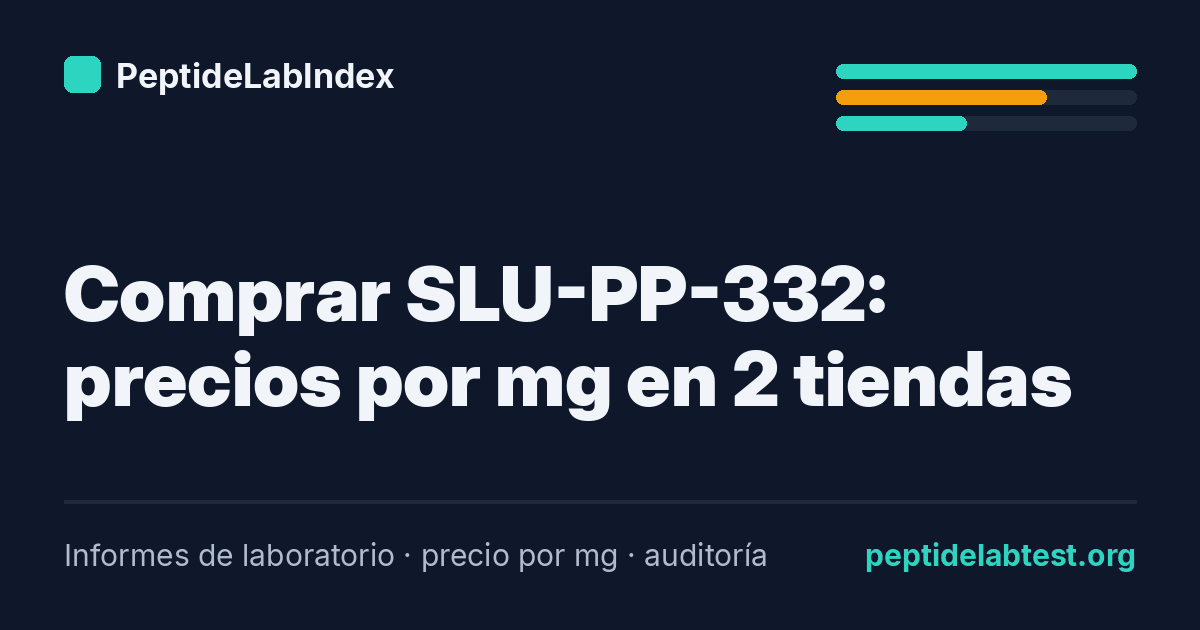 PeptideLabIndex
Comprar SLU-PP-332:
precios por mg en 2 tiendas
Informes de laboratorio · precio por mg · auditoría
peptidelabtest.org